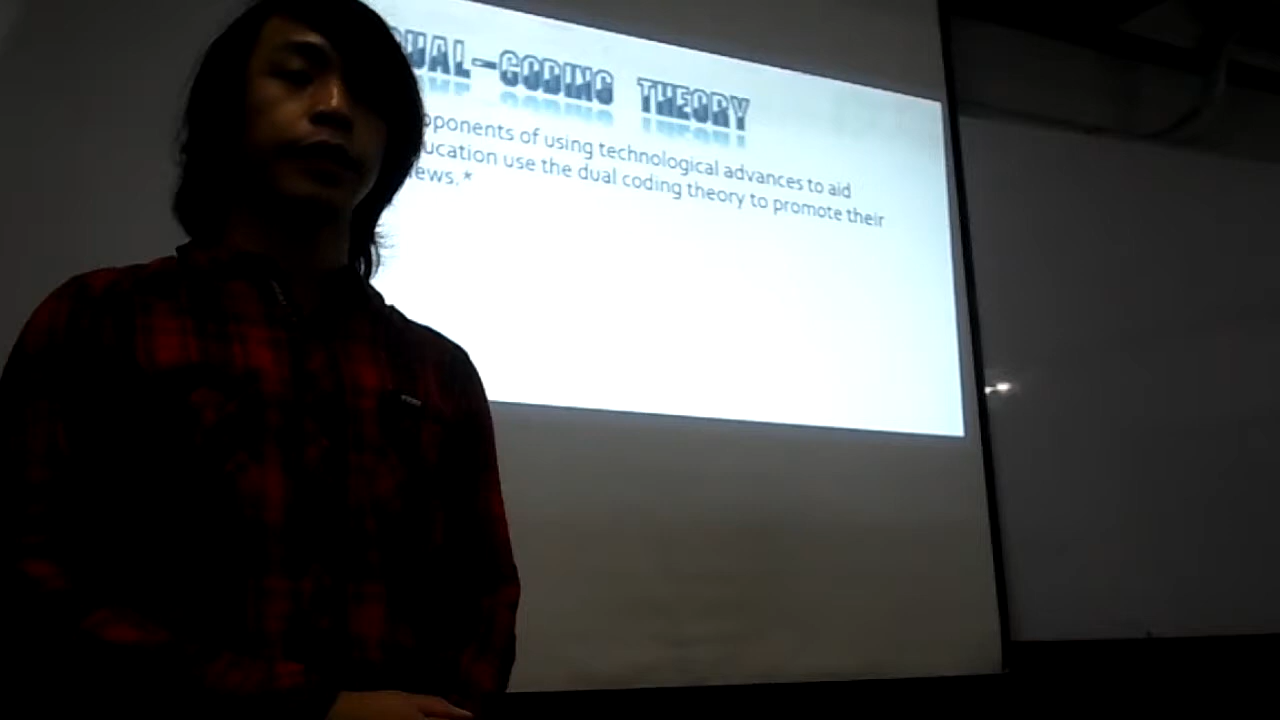 DUAL-CODING THEORY
pponents of using technological advances to aid
ucation use the dual coding theory to promote their
iews.*